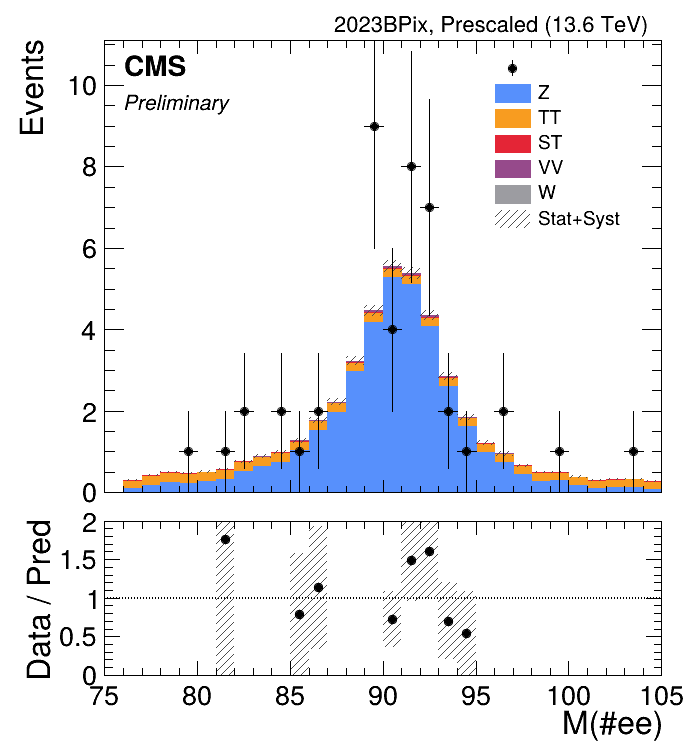 2023BPix, Prescaled (13.6 TeV)
CMS
Preliminary
Events
10
8
6
4
2
0
Z
TT
ST
VV
W
Stat+Syst
Data / Pred
2
1.5
1
0.5
0
75 80 85 90 95 100 105
M(#ee)